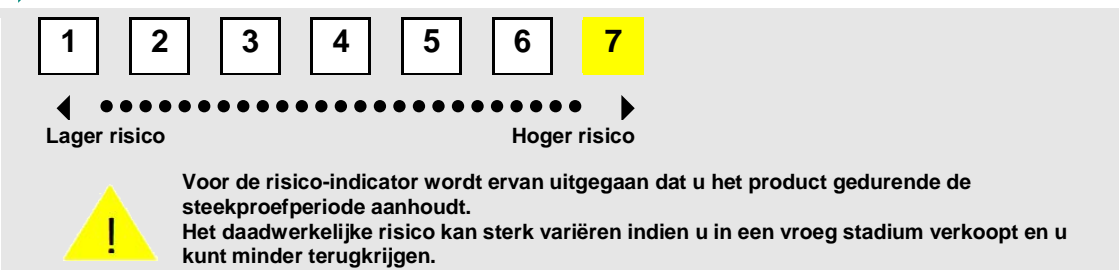 1 2 3 4 5 6 7
Lager risico Hoger risico
!
Voor de risico-indicator wordt ervan uitgegaan dat u het product gedurende de
steekproefperiode aanhoudt.
Het daadwerkelijke risico kan sterk variëren indien u in een vroeg stadium verkoopt en u
kunt minder terugkrijgen.